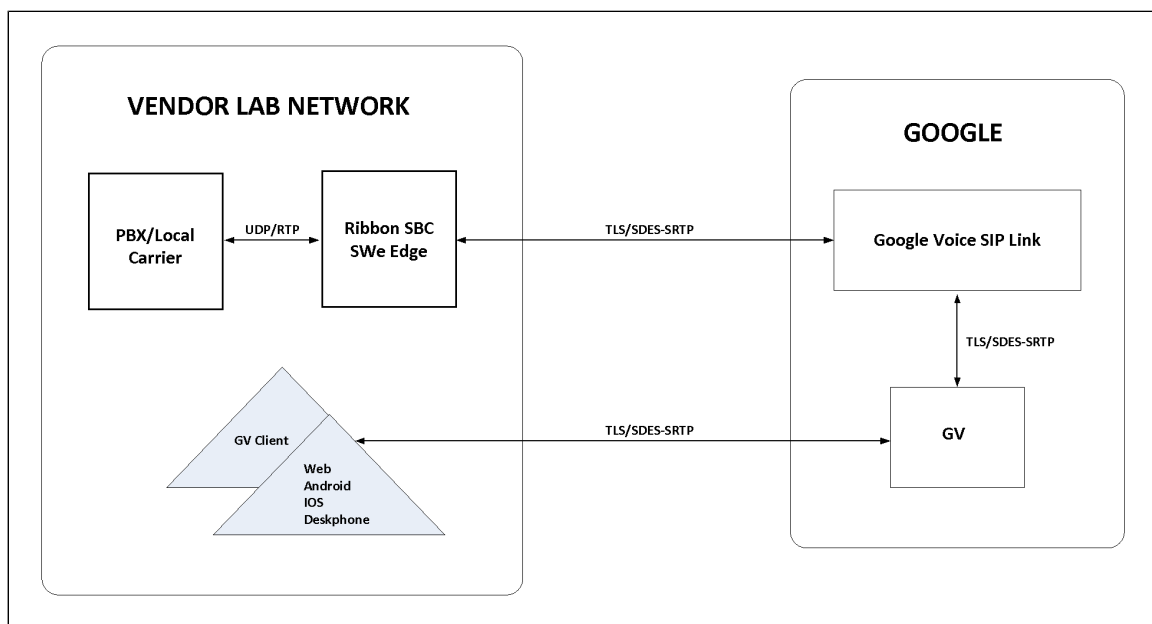 VENDOR LAB NETWORK
GOOGLE
PBX/Local
Carrier
UDP/RTP
Ribbon SBC
SWe Edge
TLS/SDES-SRTP
Google Voice SIP Link
TLS/SDES-SRTP
GV Client
Web
Android
IOS
Deskphone
TLS/SDES-SRTP
GV